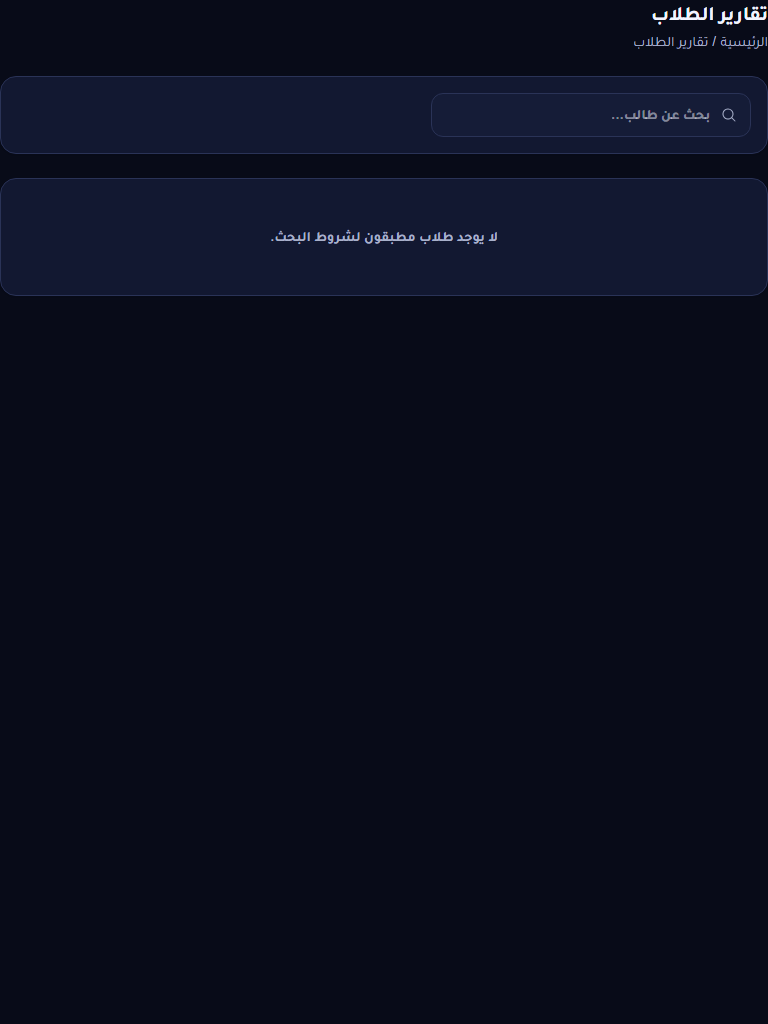 تقارير الطلاب
الرئيسية / تقارير الطلاب
بحث عن طالب...
لا يوجد طلاب مطبقون لشروط البحث.